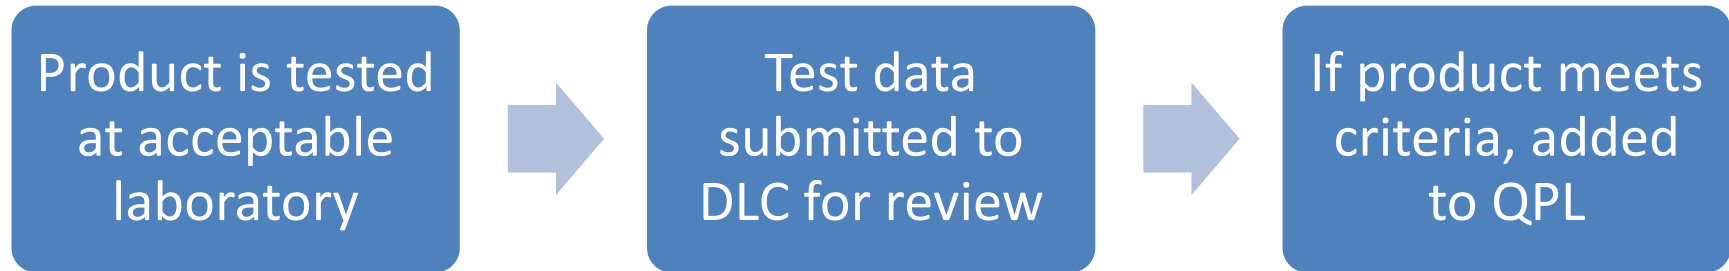 Product is tested
at acceptable
laboratory
Test data
submitted to
DLC for review
If product meets
criteria, added
to QPL